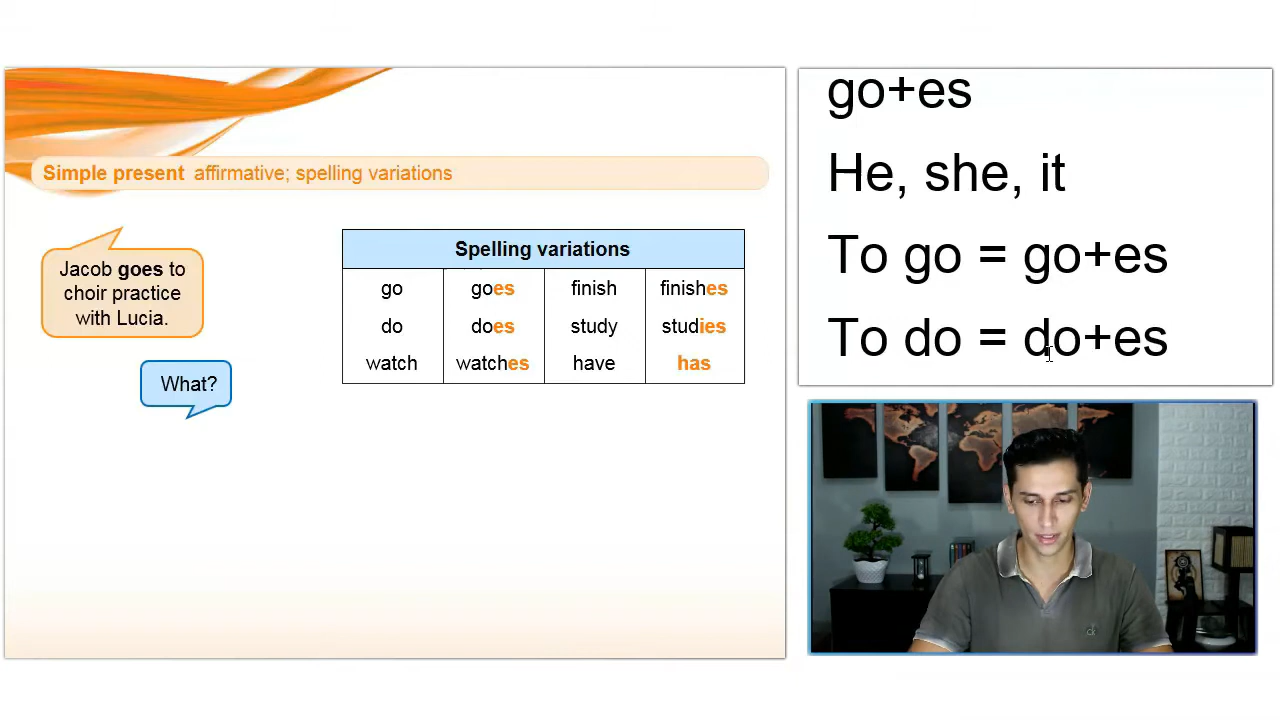 Simple present affirmative; spelling variations
Jacob goes to
choir practice
with Lucia.
What?
Spelling variations
go goes finish finishes
do does study studies
watch watches have has
go+es
He, she, it
To go = go+es
To do = do+es